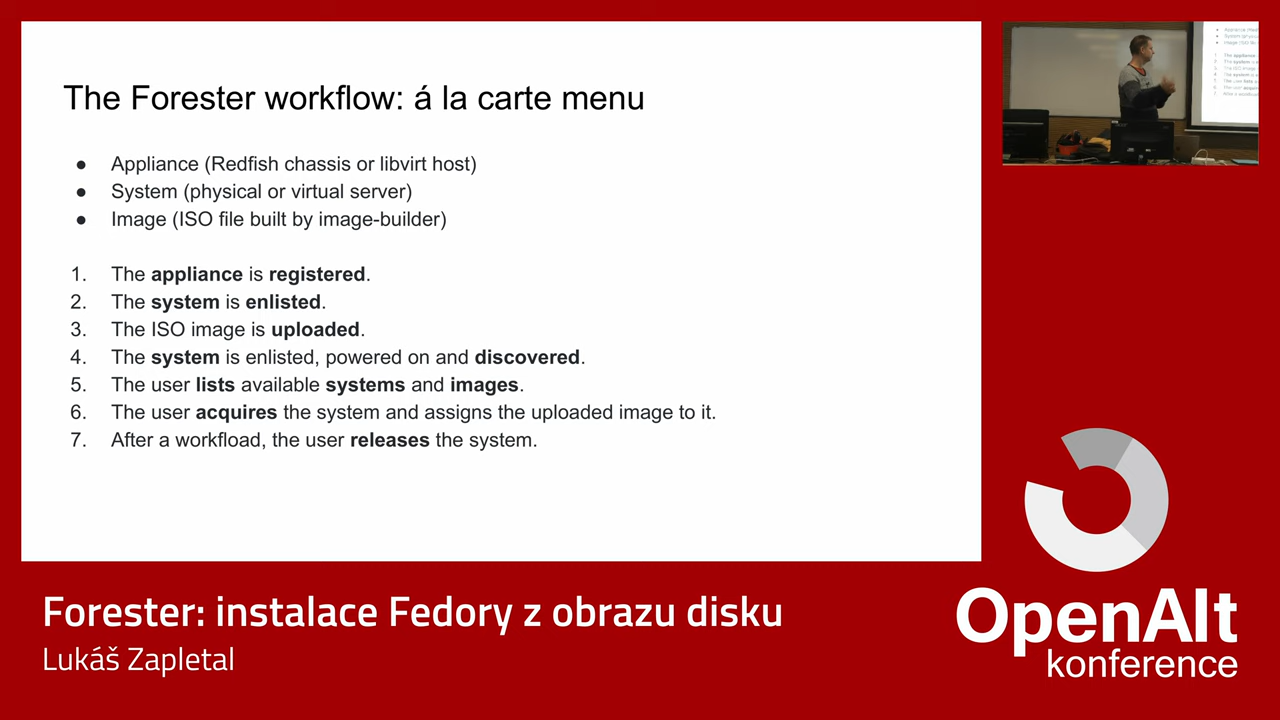 The Forester workflow: á la carte menu
● Appliance (Redfish chassis or libvirt host)
● System (physical or virtual server)
● Image (ISO file built by image-builder)
1. The appliance is registered.
2. The system is enlisted.
3. The ISO image is uploaded.
4. The system is enlisted, powered on and discovered.
5. The user lists available systems and images.
6. The user acquires the system and assigns the uploaded image to it.
7. After a workfload, the user releases the system.
Forester: instalace Fedory z obrazu disku
Lukáš Zapletal
OpenAlt
konference